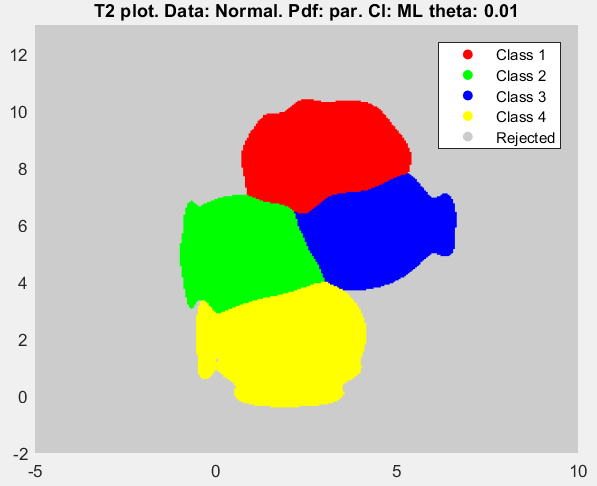 T2 plot. Data: Normal. Pdf: par. Cl: ML theta: 0.01
12
10
8
6
4
2
0
-2
-5
0
5
10
Class 1
Class 2
Class 3
Class 4
Rejected